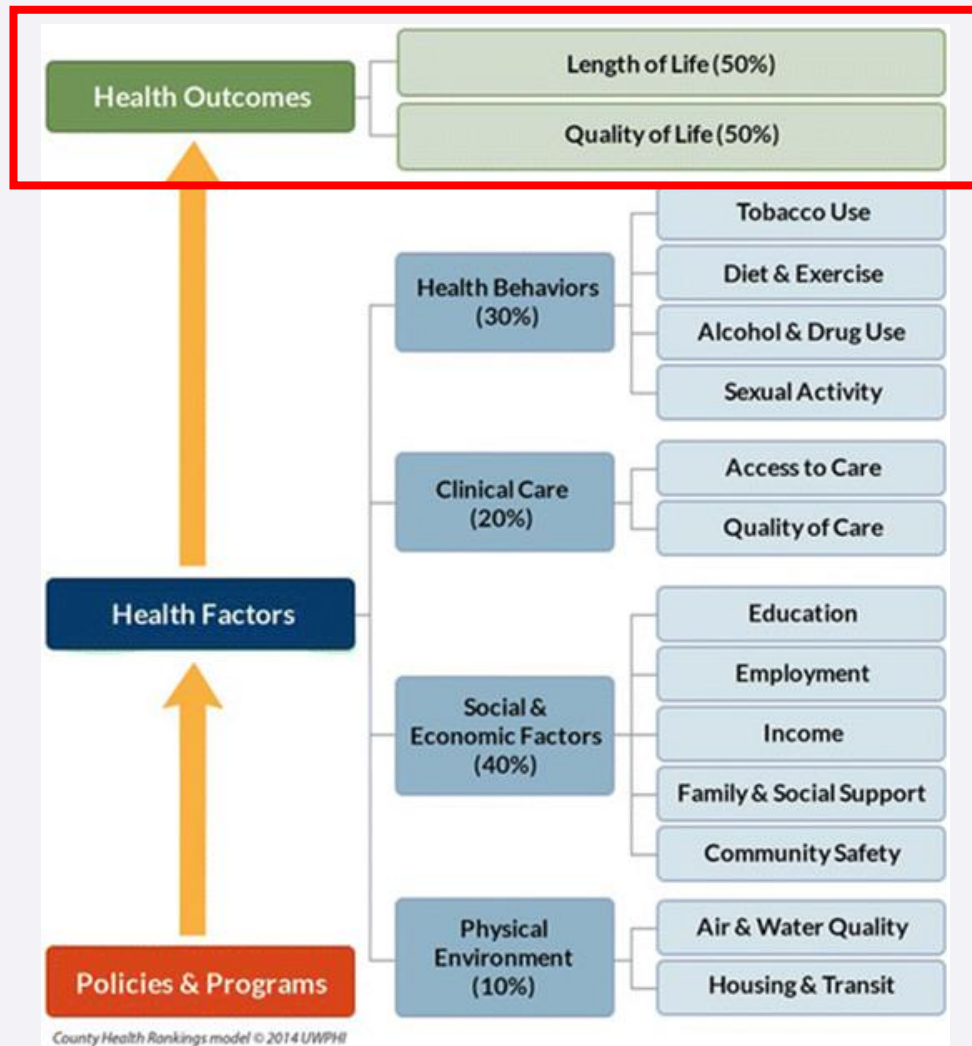 Health Outcomes
Length of Life (50%)
Quality of Life (50%)
Health Factors
Health Behaviors
(30%)
Tobacco Use
Diet & Exercise
Alcohol & Drug Use
Sexual Activity
Clinical Care
(20%)
Access to Care
Quality of Care
Social &
Economic Factors
(40%)
Education
Employment
Income
Family & Social Support
Community Safety
Physical
Environment
(10%)
Air & Water Quality
Housing & Transit
Policies & Programs
County Health Rankings model © 2014 UWPHI